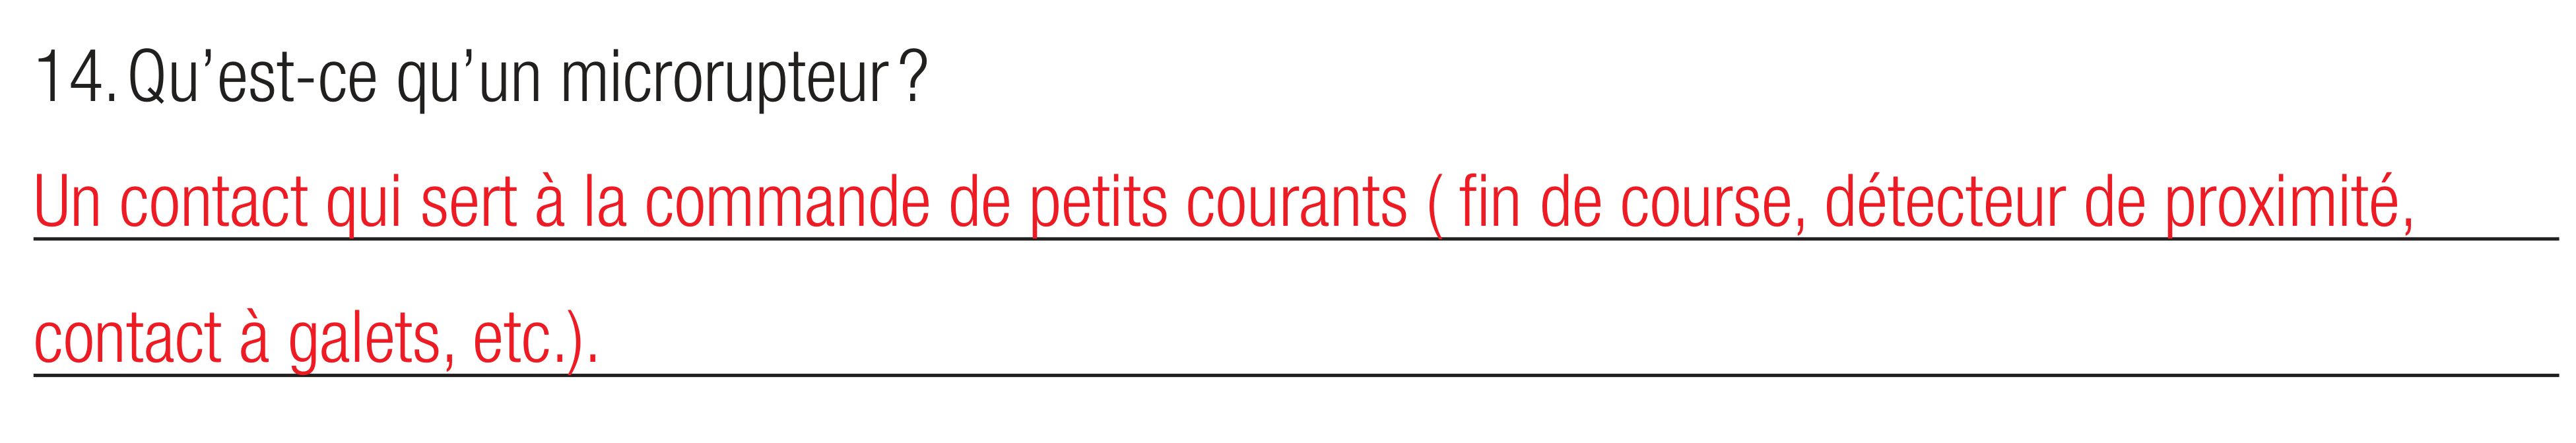 14. Qu’est-ce qu’un microrupteur ?
Un contact qui sert à la commande de petits courants ( fin de course, détecteur de proximité,
contact à galets, etc.).